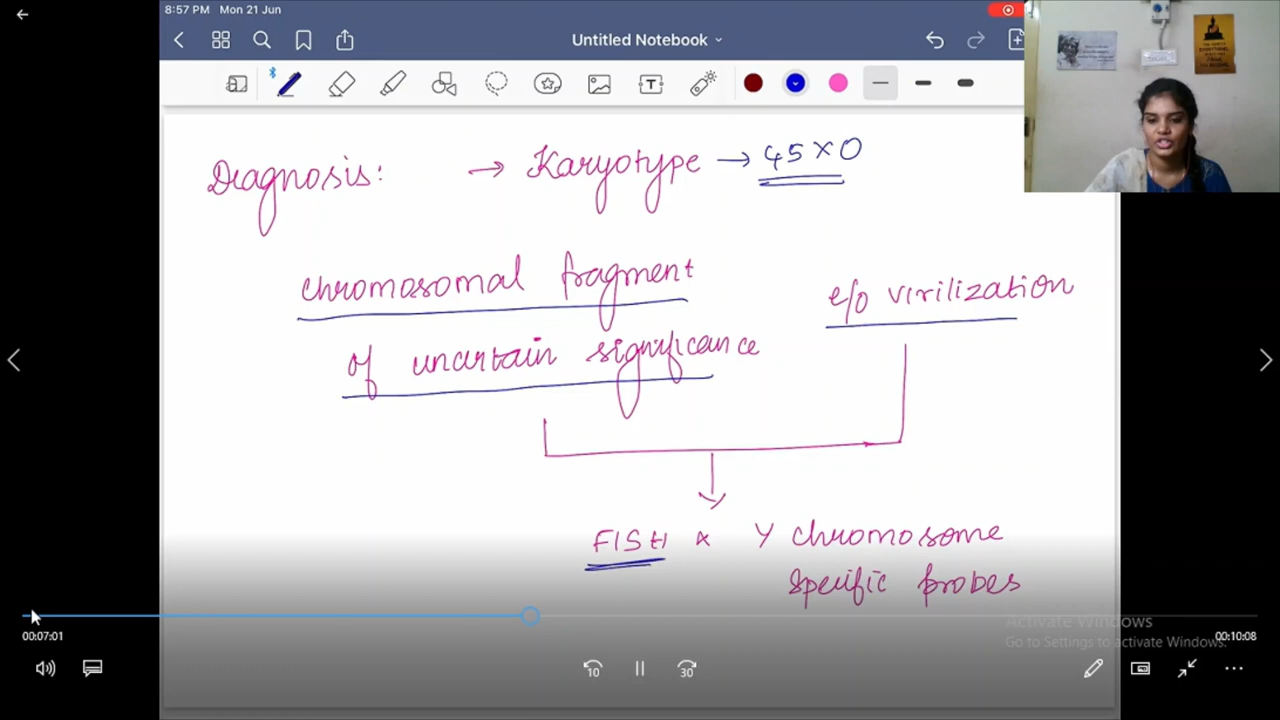 8:57 PM Mon 21 Jun
Untitled Notebook
Diagnosis: → Karyotype → 45 X O
chromosomal fragment
e/o virilization
of uncertain significance
FISH & Y chromosome
specific probes
Activate Windows
Go to Settings to activate Windows.
00:07:01
00:10:08
10
30